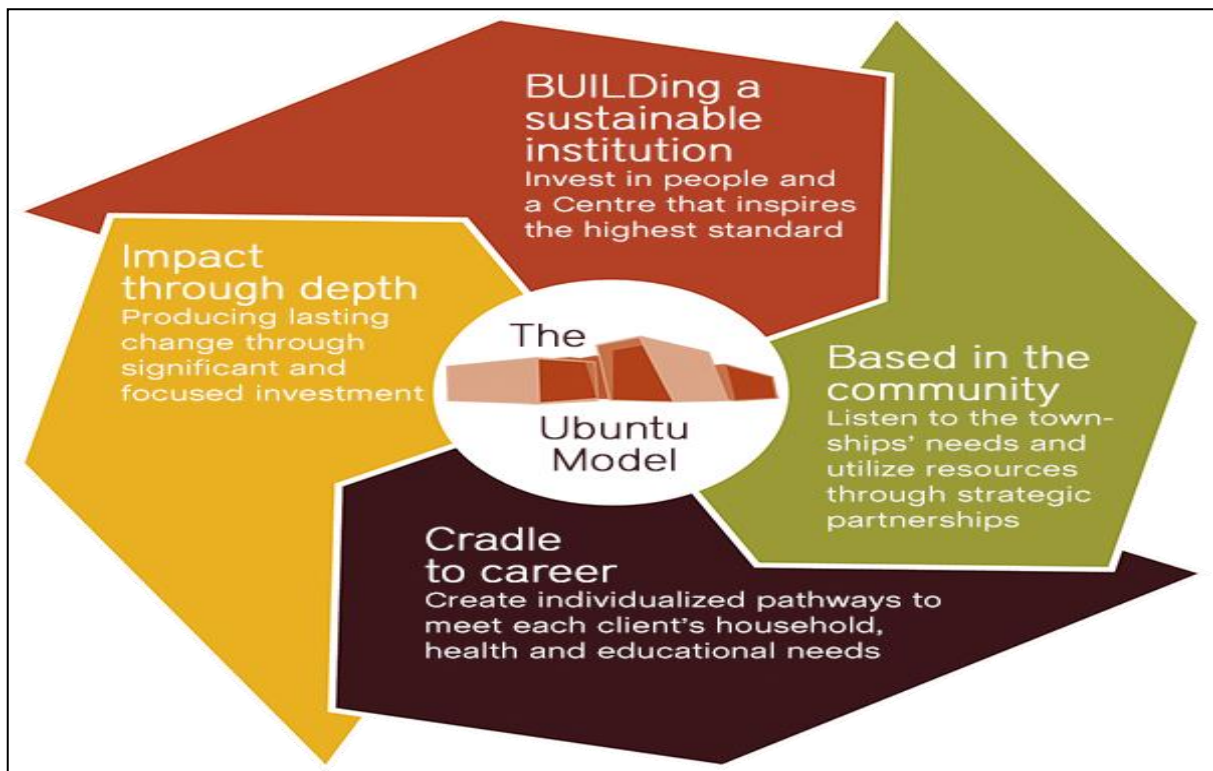 BUILDing a
sustainable
institution
Invest in people and
a Centre that inspires
the highest standard
Impact
through depth
Producing lasting
change through
significant and
focused investment
The
Ubuntu
Model
Based in the
community
Listen to the town-
ships' needs and
utilize resources
through strategic
partnerships
Cradle
to career
Create individualized pathways to
meet each client's household,
health and educational needs